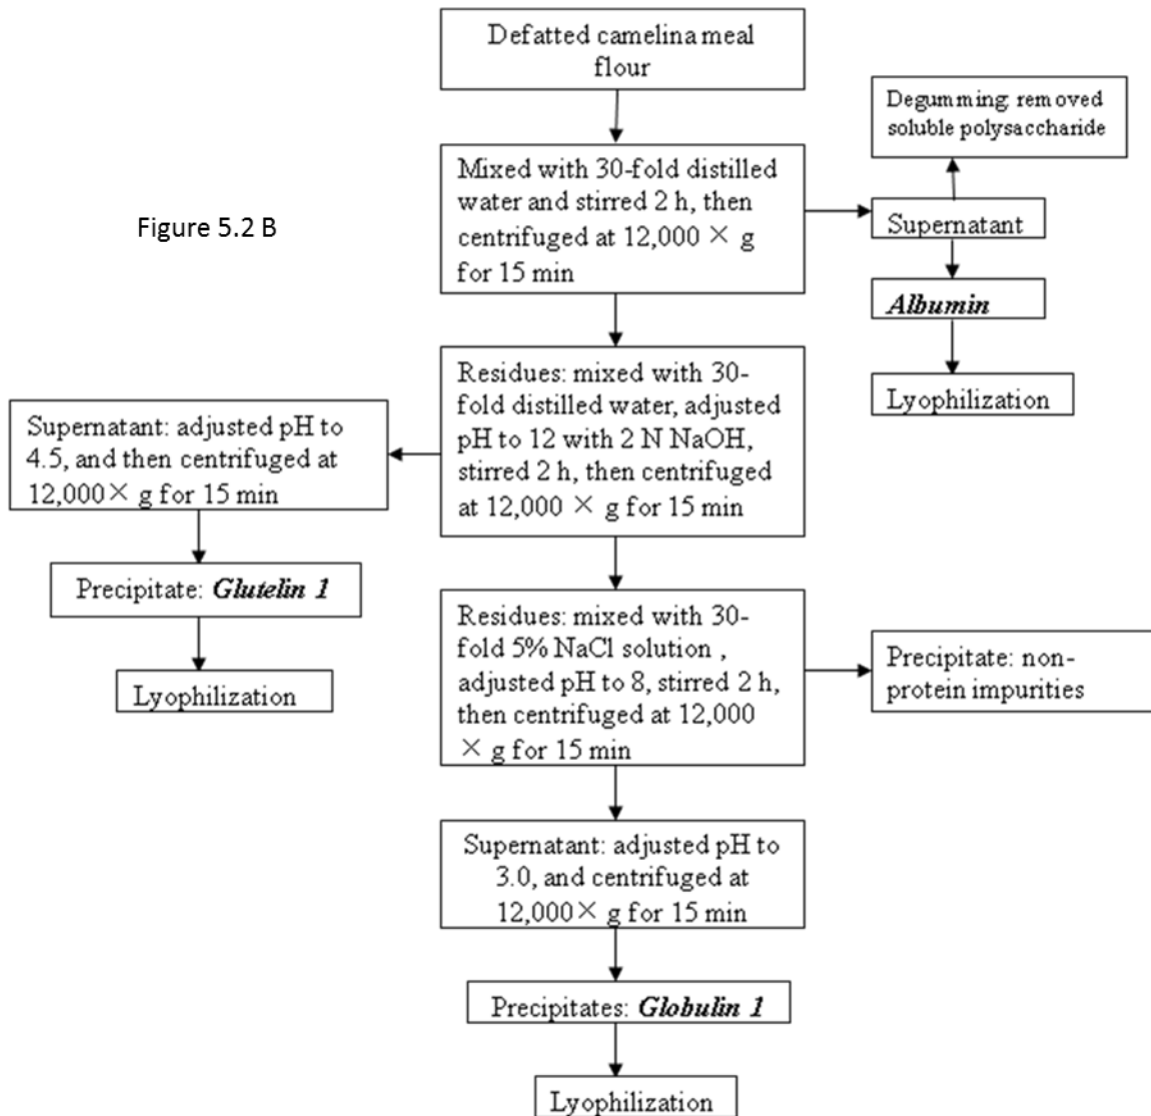 Defatted camelina meal
flour
Degumming: removed
soluble polysaccharide
Mixed with 30-fold distilled
water and stirred 2 h, then
centrifuged at 12,000 × g
for 15 min
Figure 5.2 B
Supernatant
Albumin
Lyophilization
Residues: mixed with 30-
fold distilled water, adjusted
pH to 12 with 2 N NaOH,
stirred 2 h, then centrifuged
at 12,000 × g for 15 min
Supernatant: adjusted pH to
4.5, and then centrifuged at
12,000× g for 15 min
Precipitate: Glutelin 1
Lyophilization
Residues: mixed with 30-
fold 5% NaCl solution ,
adjusted pH to 8, stirred 2 h,
then centrifuged at 12,000
× g for 15 min
Precipitate: non-
protein impurities
Supernatant: adjusted pH to
3.0, and centrifuged at
12,000× g for 15 min
Precipitates: Globulin 1
Lyophilization